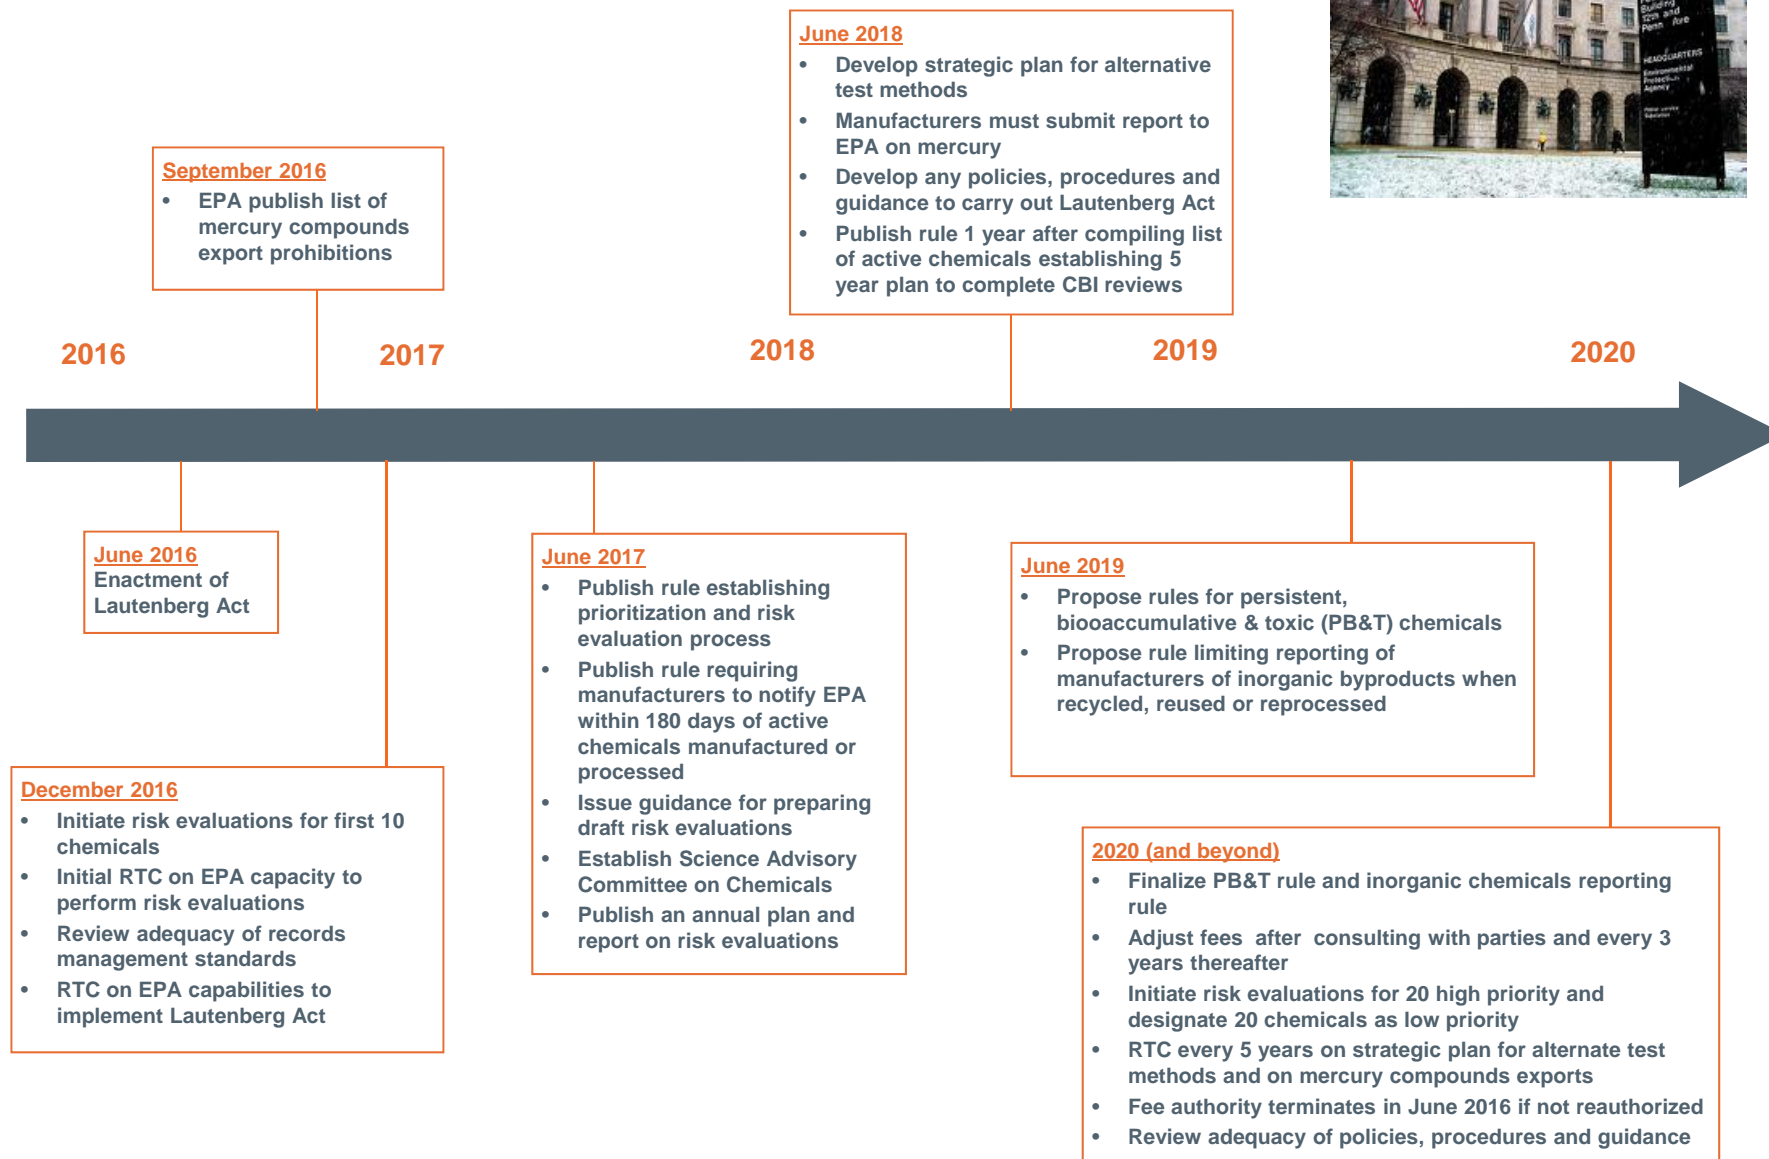 June 2018
• Develop strategic plan for alternative
test methods
• Manufacturers must submit report to
EPA on mercury
• Develop any policies, procedures and
guidance to carry out Lautenberg Act
• Publish rule 1 year after compiling list
of active chemicals establishing 5
year plan to complete CBI reviews
Building
12th and
Penn Ave
HEADQUARTERS
Environmental
Protection
Agency
September 2016
• EPA publish list of
mercury compounds
export prohibitions
2016
2017
2018
2019
2020
June 2016
Enactment of
Lautenberg Act
December 2016
• Initiate risk evaluations for first 10
chemicals
• Initial RTC on EPA capacity to
perform risk evaluations
• Review adequacy of records
management standards
• RTC on EPA capabilities to
implement Lautenberg Act
June 2017
• Publish rule establishing
prioritization and risk
evaluation process
• Publish rule requiring
manufacturers to notify EPA
within 180 days of active
chemicals manufactured or
processed
• Issue guidance for preparing
draft risk evaluations
• Establish Science Advisory
Committee on Chemicals
• Publish an annual plan and
report on risk evaluations
June 2019
• Propose rules for persistent,
biooaccumulative & toxic (PB&T) chemicals
• Propose rule limiting reporting of
manufacturers of inorganic byproducts when
recycled, reused or reprocessed
2020 (and beyond)
• Finalize PB&T rule and inorganic chemicals reporting
rule
• Adjust fees after consulting with parties and every 3
years thereafter
• Initiate risk evaluations for 20 high priority and
designate 20 chemicals as low priority
• RTC every 5 years on strategic plan for alternate test
methods and on mercury compounds exports
• Fee authority terminates in June 2016 if not reauthorized
• Review adequacy of policies, procedures and guidance